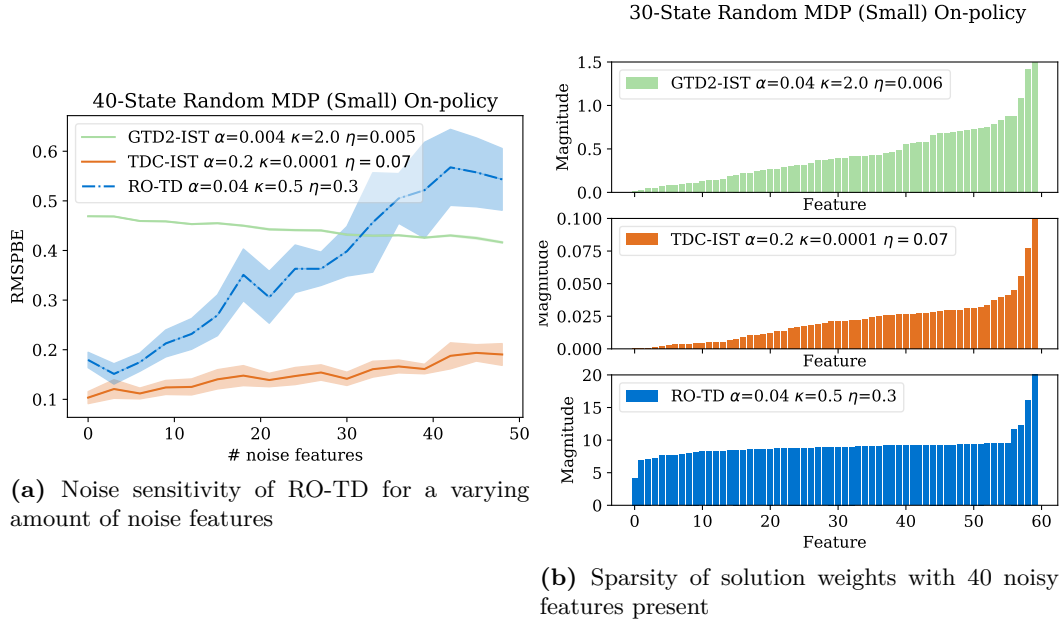 40-State Random MDP (Small) On-policy
GTD2-IST α=0.004 κ=2.0 η=0.005
TDC-IST α=0.2 κ=0.0001 η = 0.07
RO-TD α=0.04 κ=0.5 η=0.3
RMSPBE
0.6
0.5
0.4
0.3
0.2
0.1
0 10 20 30 40 50
# noise features
(a) Noise sensitivity of RO-TD for a varying
amount of noise features
30-State Random MDP (Small) On-policy
GTD2-IST α=0.04 κ=2.0 η=0.006
Magnitude
1.5
1.0
0.5
0.0
Feature
TDC-IST α=0.2 κ=0.0001 η = 0.07
Magnitude
0.100
0.075
0.050
0.025
0.000
Feature
RO-TD α=0.04 κ=0.5 η=0.3
Magnitude
20
15
10
5
0
0 10 20 30 40 50 60
Feature
(b) Sparsity of solution weights with 40 noisy
features present